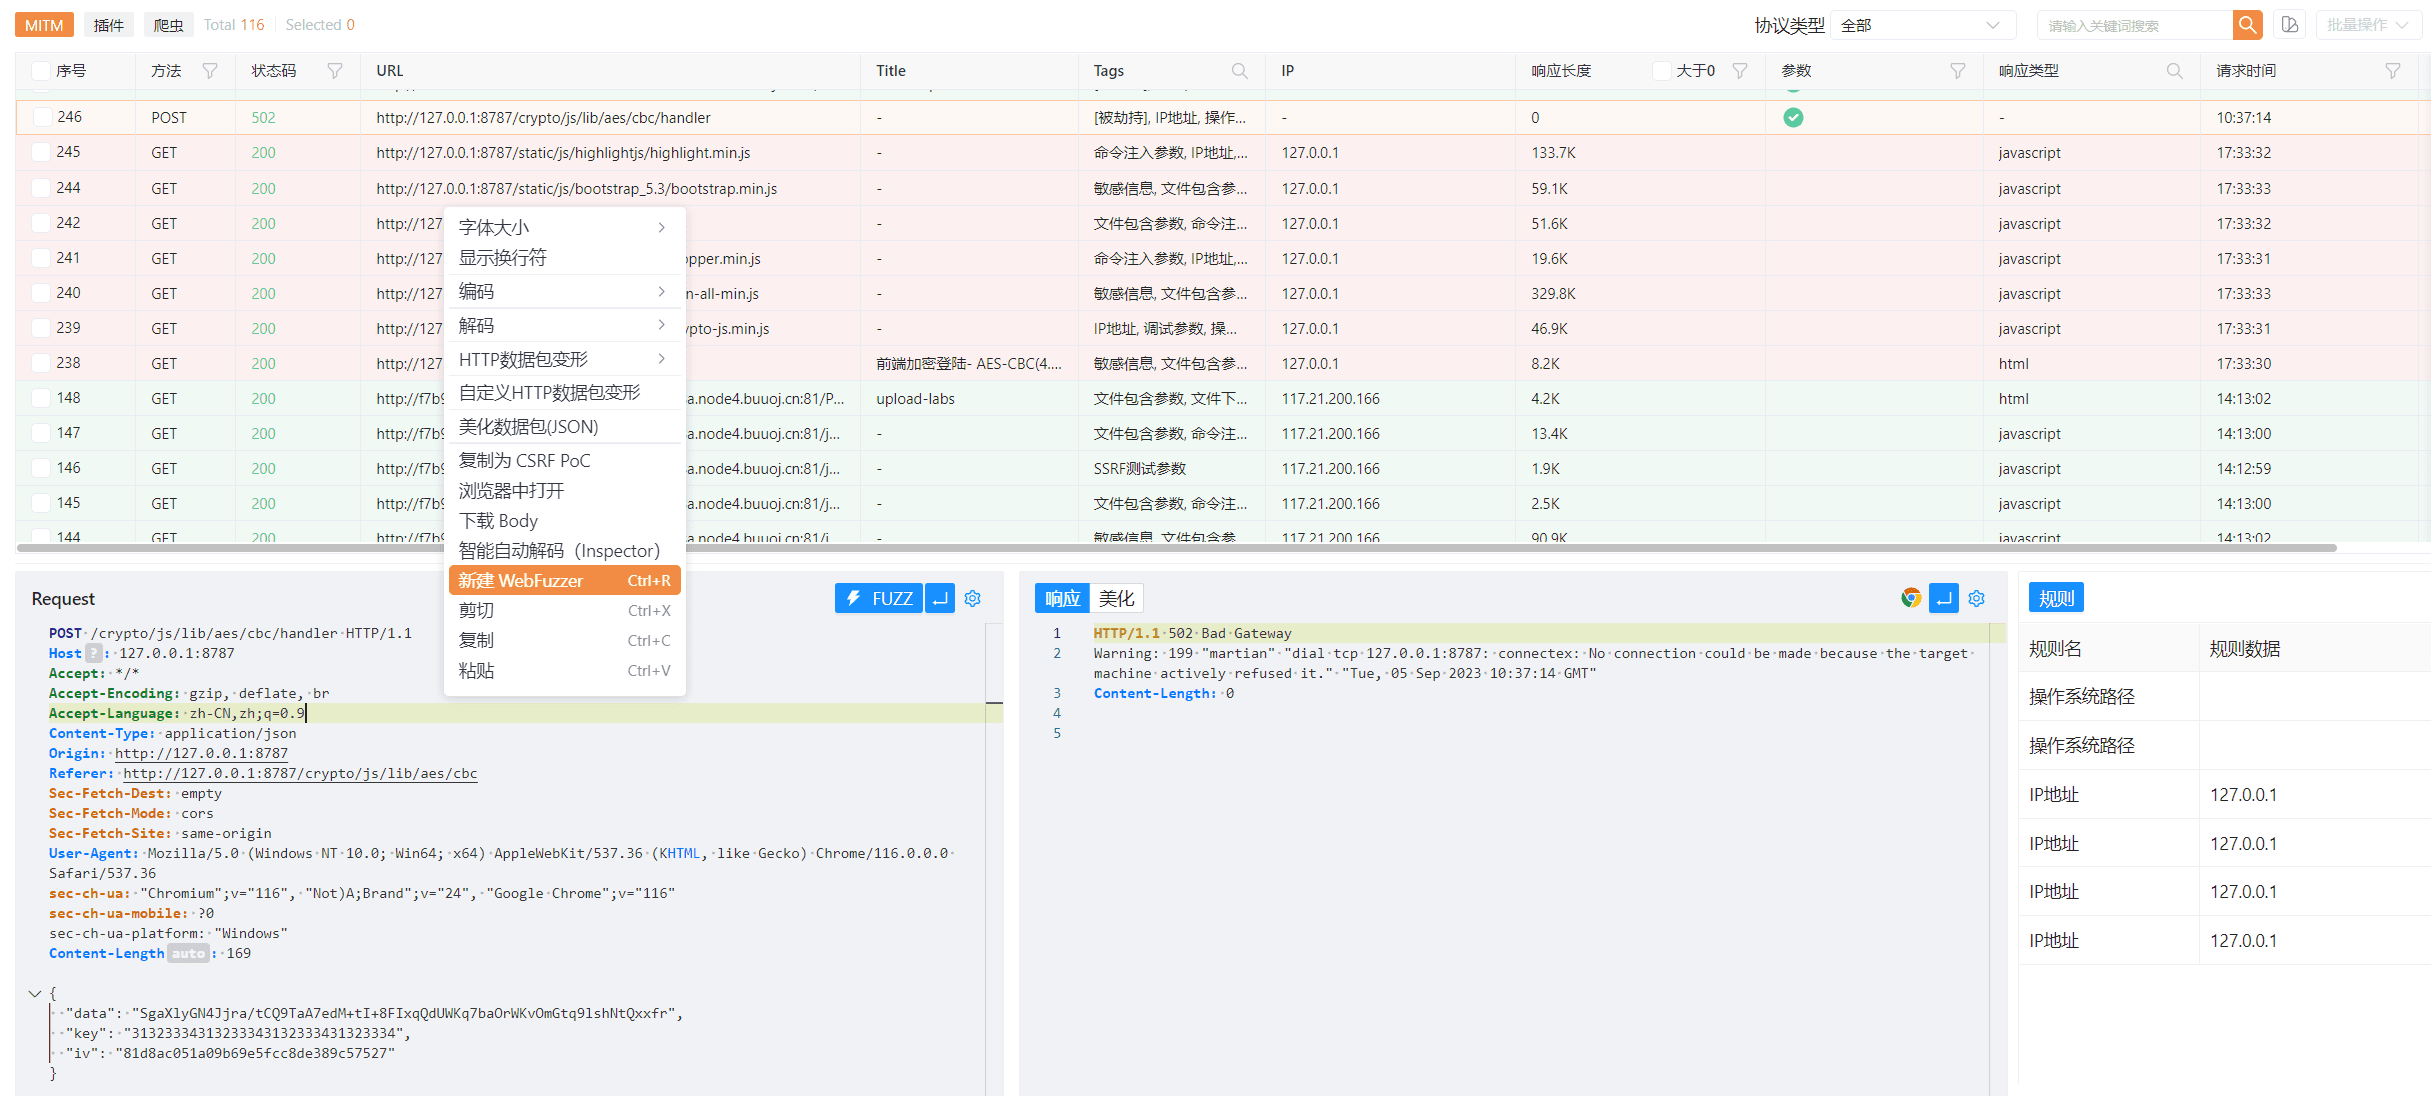 MITM 插件 爬虫 Total 116 Selected 0 协议类型 全部 请输入关键词搜索 批量操作
序号 方法 状态码 URL Title Tags IP 响应长度 大于0 参数 响应类型 请求时间
246 POST 502 http://127.0.0.1:8787/crypto/js/lib/aes/cbc/handler - [被劫持], IP地址, 操作... - 0 - 10:37:14
245 GET 200 http://127.0.0.1:8787/static/js/highlightjs/highlight.min.js - 命令注入参数, IP地址,... 127.0.0.1 133.7K javascript 17:33:32
244 GET 200 http://127.0.0.1:8787/static/js/bootstrap_5.3/bootstrap.min.js - 敏感信息, 文件包含参... 127.0.0.1 59.1K javascript 17:33:33
242 GET 200 http://127 - 文件包含参数, 命令注... 127.0.0.1 51.6K javascript 17:33:32
241 GET 200 http://127 opper.min.js - 命令注入参数, IP地址,... 127.0.0.1 19.6K javascript 17:33:31
240 GET 200 http://127 n-all-min.js - 敏感信息, 文件包含参... 127.0.0.1 329.8K javascript 17:33:33
239 GET 200 http://127 ypto-js.min.js - IP地址, 调试参数, 操... 127.0.0.1 46.9K javascript 17:33:31
238 GET 200 http://127 前端加密登陆- AES-CBC(4.... 敏感信息, 文件包含参... 127.0.0.1 8.2K html 17:33:30
148 GET 200 http://f7b9 a.node4.buuoj.cn:81/P... upload-labs 文件包含参数, 文件下... 117.21.200.166 4.2K html 14:13:02
147 GET 200 http://f7b9 a.node4.buuoj.cn:81/j... - 文件包含参数, 命令注... 117.21.200.166 13.4K javascript 14:13:00
146 GET 200 http://f7b9 a.node4.buuoj.cn:81/j... - SSRF测试参数 117.21.200.166 1.9K javascript 14:12:59
145 GET 200 http://f7b9 a.node4.buuoj.cn:81/j... - 文件包含参数, 命令注... 117.21.200.166 2.5K javascript 14:13:00
144 GET 200 http://f7b9 a.node4.buuoj.cn:81/j... - 敏感信息, 文件包含参... 117.21.200.166 90.9K javascript 14:13:02
字体大小
显示换行符
编码
解码
HTTP数据包变形
自定义HTTP数据包变形
美化数据包(JSON)
复制为 CSRF PoC
浏览器中打开
下载 Body
智能自动解码（Inspector）
新建 WebFuzzer Ctrl+R
剪切 Ctrl+X
复制 Ctrl+C
粘贴 Ctrl+V
Request FUZZ
POST /crypto/js/lib/aes/cbc/handler HTTP/1.1
Host ? : 127.0.0.1:8787
Accept: */*
Accept-Encoding: gzip, deflate, br
Accept-Language: zh-CN,zh;q=0.9
Content-Type: application/json
Origin: http://127.0.0.1:8787
Referer: http://127.0.0.1:8787/crypto/js/lib/aes/cbc
Sec-Fetch-Dest: empty
Sec-Fetch-Mode: cors
Sec-Fetch-Site: same-origin
User-Agent: Mozilla/5.0 (Windows NT 10.0; Win64; x64) AppleWebKit/537.36 (KHTML, like Gecko) Chrome/116.0.0.0
Safari/537.36
sec-ch-ua: "Chromium";v="116", "Not)A;Brand";v="24", "Google Chrome";v="116"
sec-ch-ua-mobile: ?0
sec-ch-ua-platform: "Windows"
Content-Length auto : 169
{
"data": "SgaXlyGN4Jjra/tCQ9TaA7edM+tI+8FIxqQdUWKq7baOrWKvOmGtq9lshNtQxxfr",
"key": "31323334313233343132333431323334",
"iv": "81d8ac051a09b69e5fcc8de389c57527"
}
响应 美化
1 HTTP/1.1 502 Bad Gateway
2 Warning: 199 "martian" "dial tcp 127.0.0.1:8787: connectex: No connection could be made because the target
machine actively refused it." "Tue, 05 Sep 2023 10:37:14 GMT"
3 Content-Length: 0
4
5
规则
规则名 规则数据
操作系统路径
操作系统路径
IP地址 127.0.0.1
IP地址 127.0.0.1
IP地址 127.0.0.1
IP地址 127.0.0.1